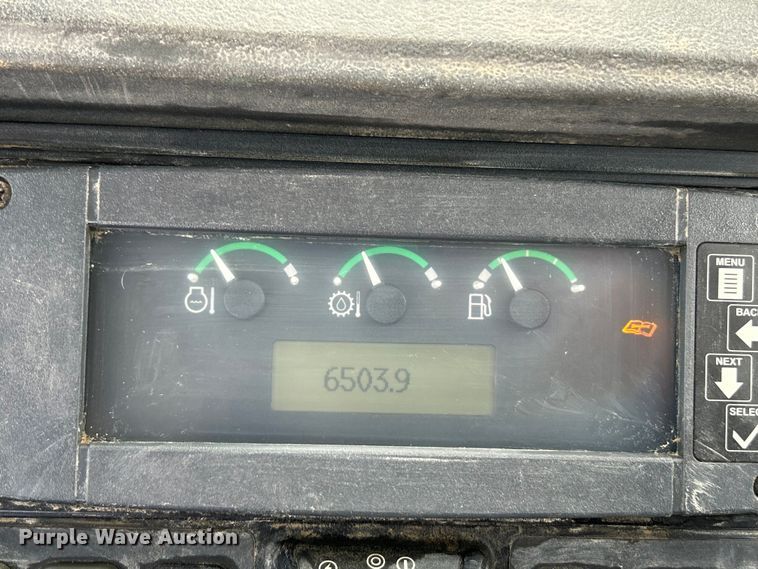 MENU
BACK
6503.9
NEXT
SELECT
Purple Wave Auction